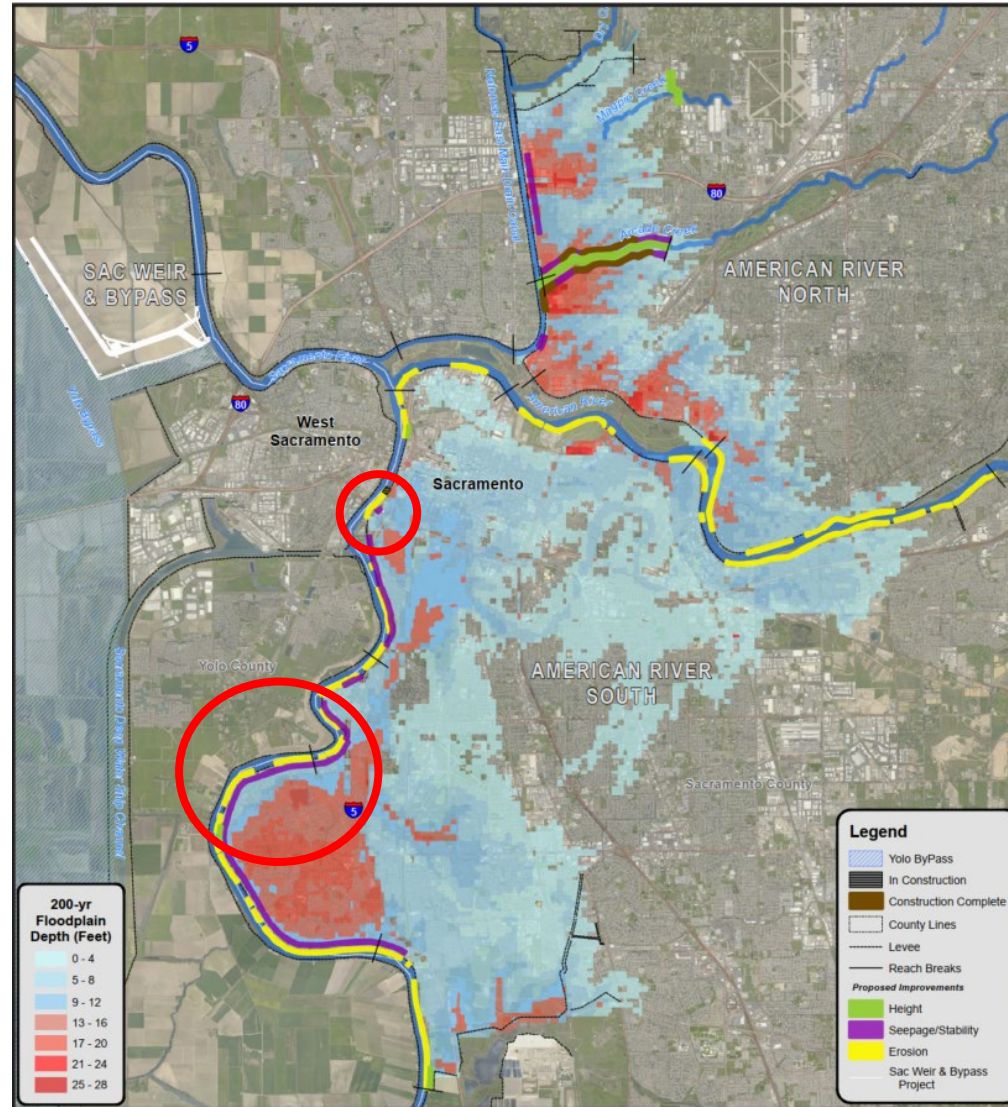 5
Dry Creek
Magpie Creek
Natomas East Main Drain Canal
80
Arcade Creek
SAC WEIR
& BYPASS
AMERICAN RIVER
NORTH
Sacramento River
80
American River
Yolo Bypass
West
Sacramento
Sacramento
Yolo County
AMERICAN RIVER
SOUTH
Sacramento Deep Water Ship Channel
Sacramento County
5
200-yr
Floodplain
Depth (Feet)
0 - 4
5 - 8
9 - 12
13 - 16
17 - 20
21 - 24
25 - 28
Legend
Yolo ByPass
In Construction
Construction Complete
County Lines
Levee
Reach Breaks
Proposed Improvements
Height
Seepage/Stability
Erosion
Sac Weir & Bypass
Project